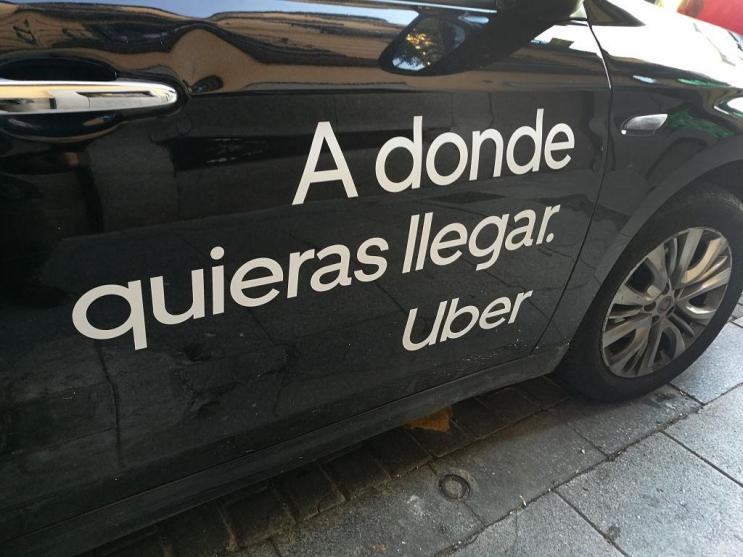 A donde
quieras llegar.
Uber